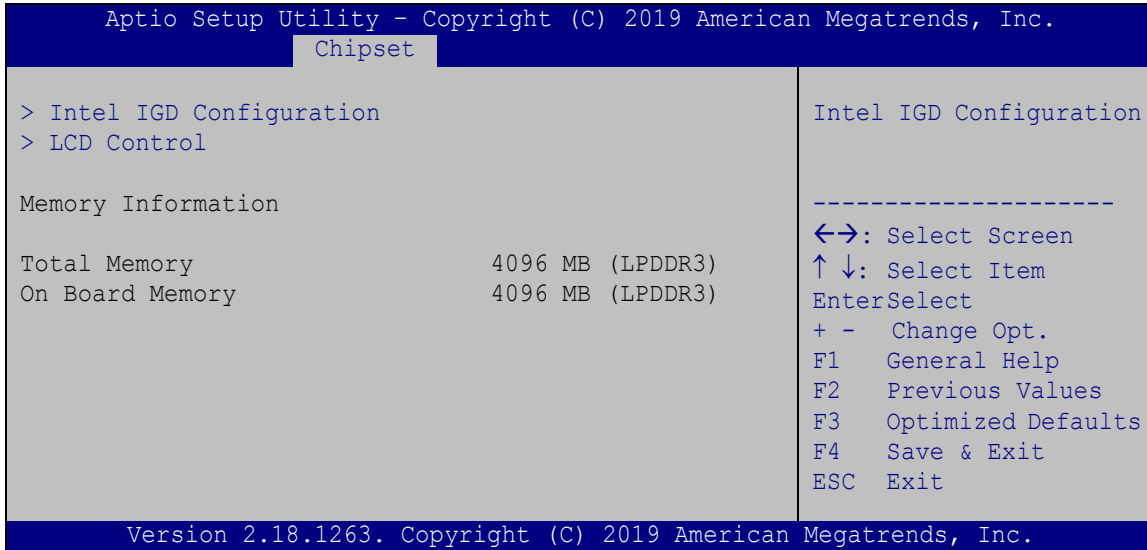 Aptio Setup Utility – Copyright (C) 2019 American Megatrends, Inc.
Chipset
> Intel IGD Configuration
> LCD Control
Memory Information
Total Memory 4096 MB (LPDDR3)
On Board Memory 4096 MB (LPDDR3)
Intel IGD Configuration
---------------------
←→: Select Screen
↑ ↓: Select Item
EnterSelect
+ - Change Opt.
F1 General Help
F2 Previous Values
F3 Optimized Defaults
F4 Save & Exit
ESC Exit
Version 2.18.1263. Copyright (C) 2019 American Megatrends, Inc.